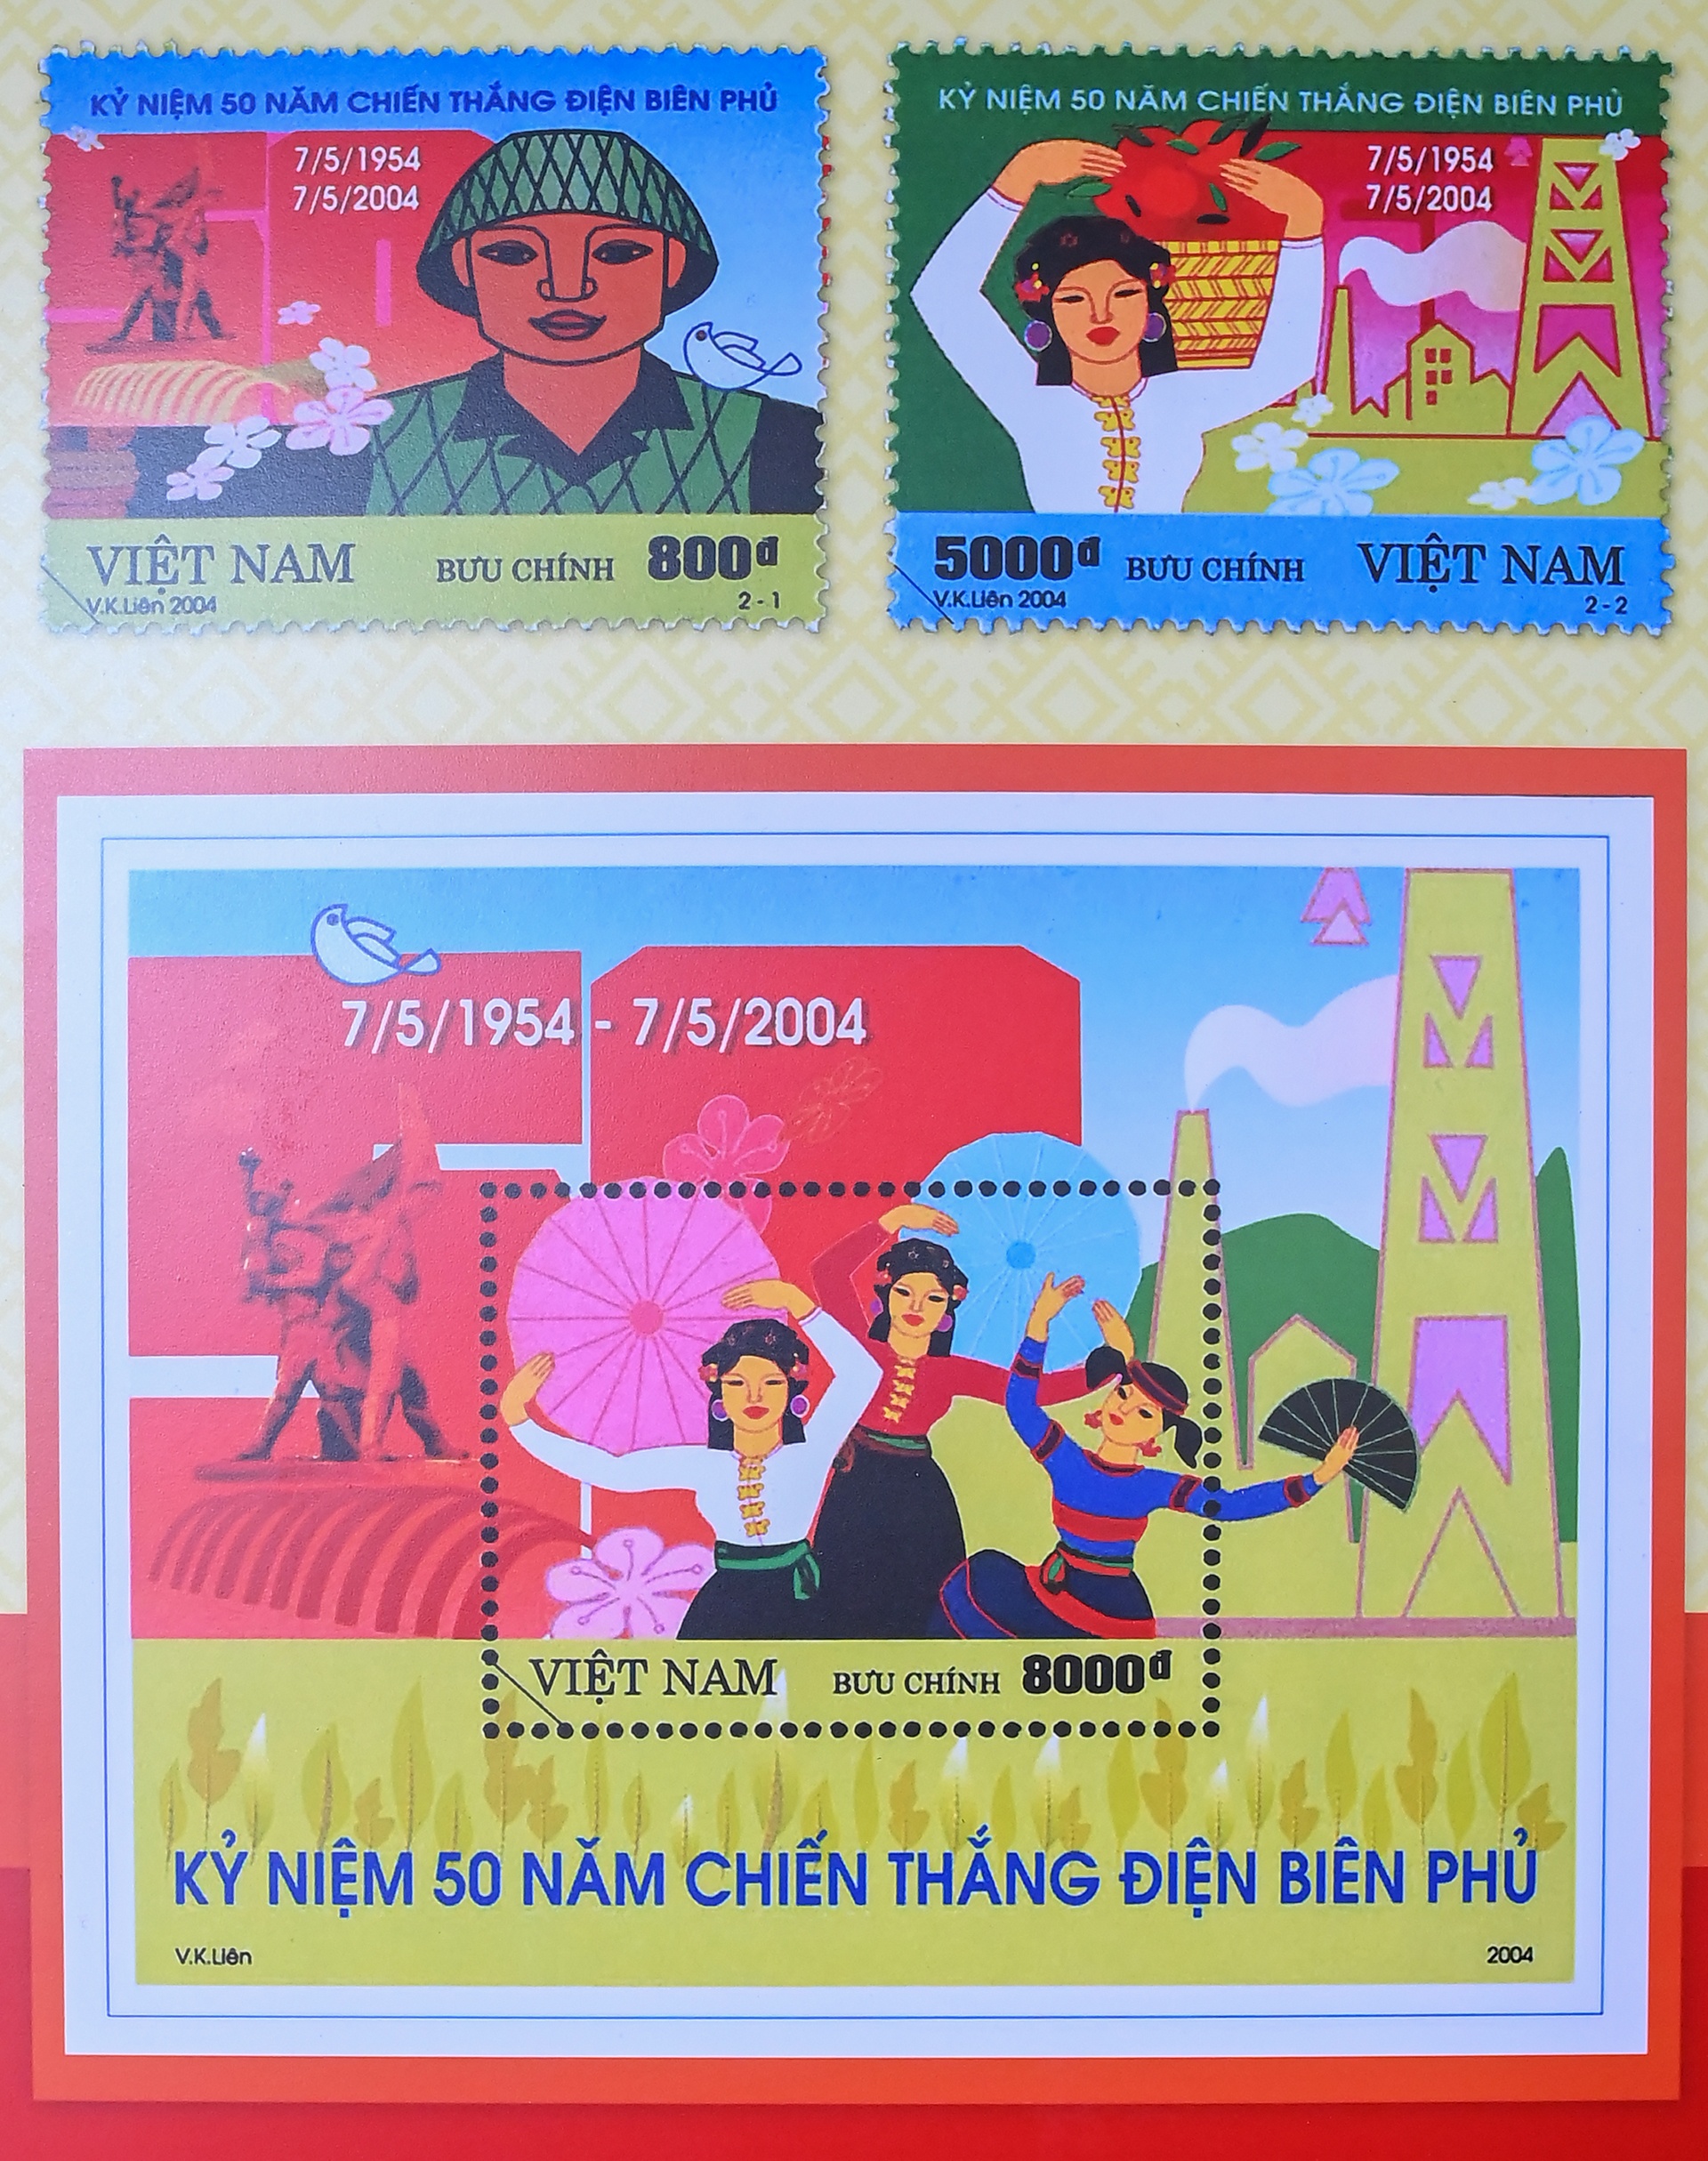 KỶ NIỆM 50 NĂM CHIẾN THẮNG ĐIỆN BIÊN PHỦ
7/5/1954
7/5/2004
VIỆT NAM BƯU CHÍNH 800đ
V.K.Liên 2004 2 - 1
KỶ NIỆM 50 NĂM CHIẾN THẮNG ĐIỆN BIÊN PHỦ
7/5/1954
7/5/2004
5000đ BƯU CHÍNH VIỆT NAM
V.K.Liên 2004 2 - 2
7/5/1954 - 7/5/2004
VIỆT NAM BƯU CHÍNH 8000đ
KỶ NIỆM 50 NĂM CHIẾN THẮNG ĐIỆN BIÊN PHỦ
V.K.Liên 2004